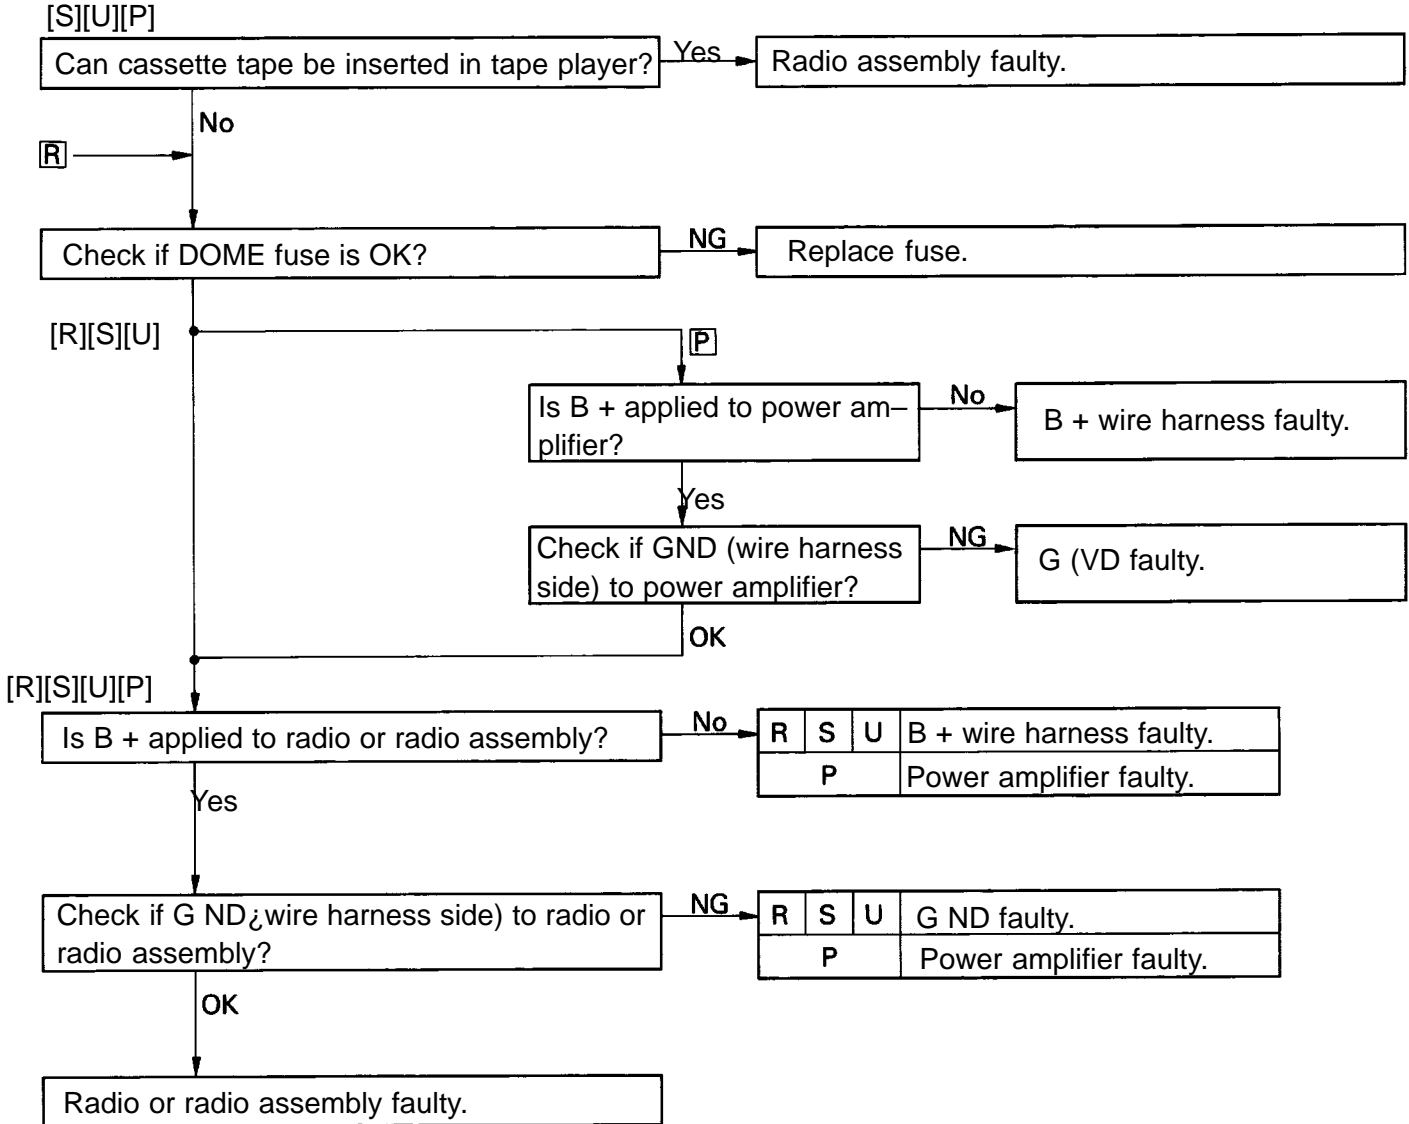 [S][U][P]
Can cassette tape be inserted in tape player?
Yes
Radio assembly faulty.
No
R
Check if DOME fuse is OK?
NG
Replace fuse.
[R][S][U]
P
Is B + applied to power am–
plifier?
No
B + wire harness faulty.
Yes
Check if GND (wire harness
side) to power amplifier?
NG
G (VD faulty.
OK
[R][S][U][P]
Is B + applied to radio or radio assembly?
No
R S U B + wire harness faulty.
P Power amplifier faulty.
Yes
Check if G ND¿wire harness side) to radio or
radio assembly?
NG
R S U G ND faulty.
P Power amplifier faulty.
OK
Radio or radio assembly faulty.